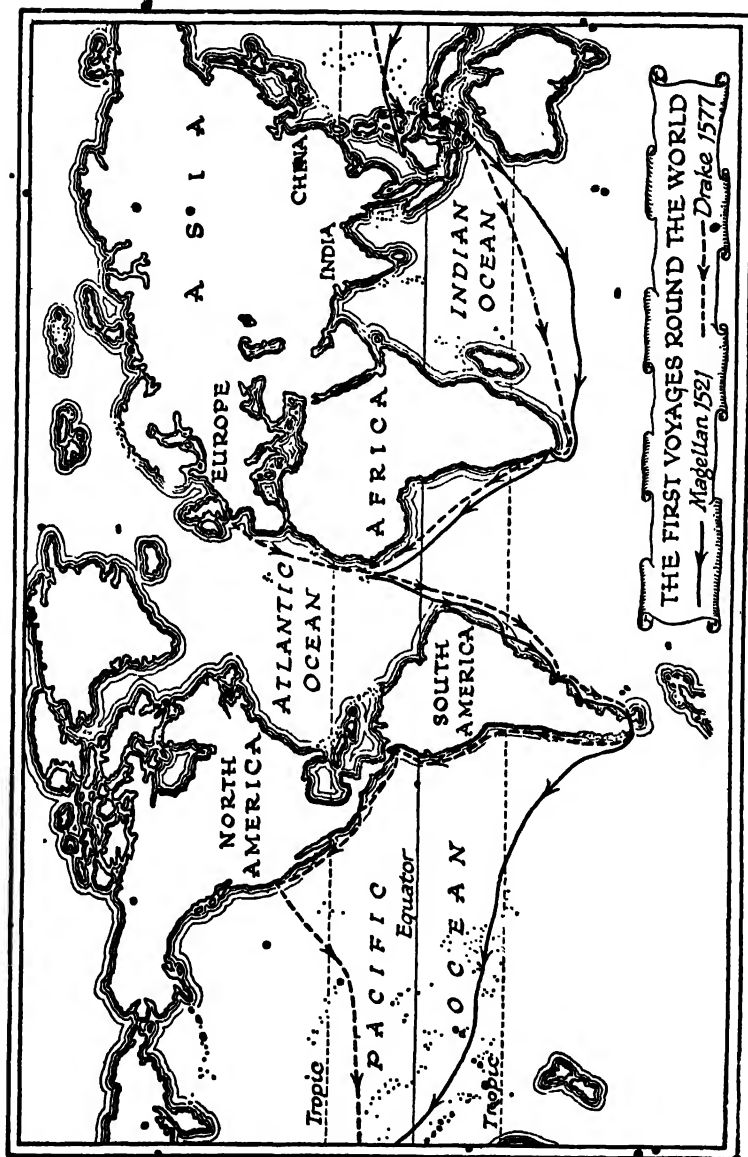 ASIA
CHINA
INDIA
EUROPE
AFRICA
INDIAN
OCEAN
ATLANTIC
OCEAN
NORTH
AMERICA
SOUTH
AMERICA
PACIFIC
OCEAN
Equator
Tropic
Tropic
THE FIRST VOYAGES ROUND THE WORLD
Magellan 1521 Drake 1577